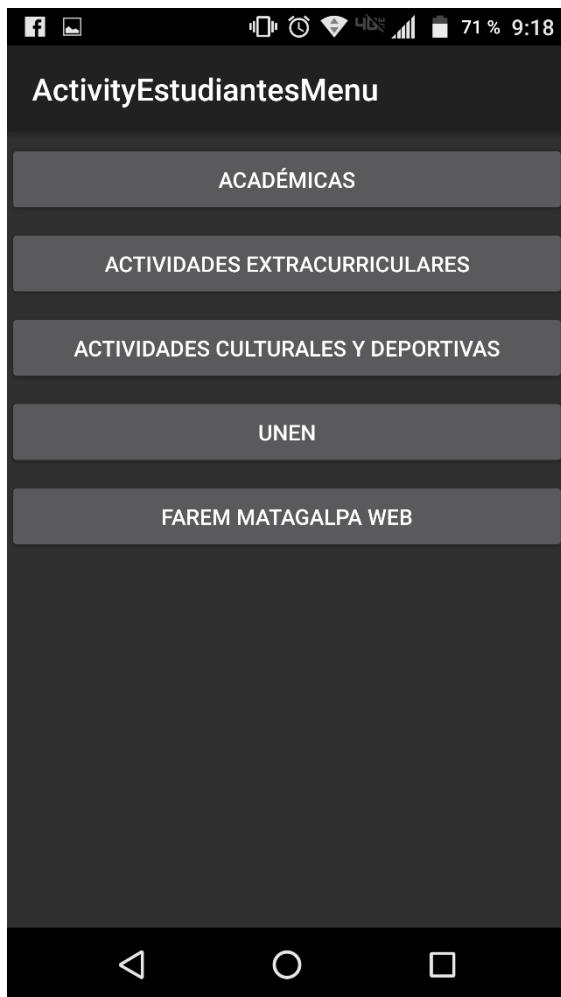 71 % 9:18
ActivityEstudiantesMenu
ACADÉMICAS
ACTIVIDADES EXTRACURRICULARES
ACTIVIDADES CULTURALES Y DEPORTIVAS
UNEN
FAREM MATAGALPA WEB